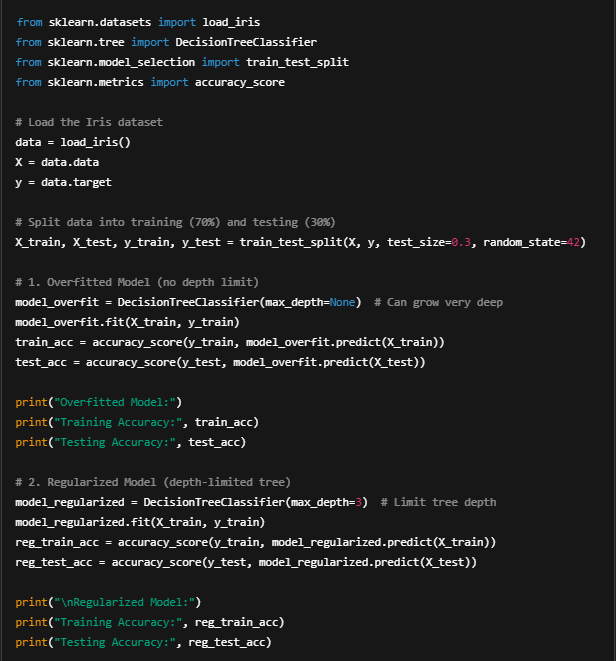 from sklearn.datasets import load_iris
from sklearn.tree import DecisionTreeClassifier
from sklearn.model_selection import train_test_split
from sklearn.metrics import accuracy_score
# Load the Iris dataset
data = load_iris()
X = data.data
y = data.target
# Split data into training (70%) and testing (30%)
X_train, X_test, y_train, y_test = train_test_split(X, y, test_size=0.3, random_state=42)
# 1. Overfitted Model (no depth limit)
model_overfit = DecisionTreeClassifier(max_depth=None)  # Can grow very deep
model_overfit.fit(X_train, y_train)
train_acc = accuracy_score(y_train, model_overfit.predict(X_train))
test_acc = accuracy_score(y_test, model_overfit.predict(X_test))
print("Overfitted Model:")
print("Training Accuracy:", train_acc)
print("Testing Accuracy:", test_acc)
# 2. Regularized Model (depth-limited tree)
model_regularized = DecisionTreeClassifier(max_depth=3)  # Limit tree depth
model_regularized.fit(X_train, y_train)
reg_train_acc = accuracy_score(y_train, model_regularized.predict(X_train))
reg_test_acc = accuracy_score(y_test, model_regularized.predict(X_test))
print("\nRegularized Model:")
print("Training Accuracy:", reg_train_acc)
print("Testing Accuracy:", reg_test_acc)